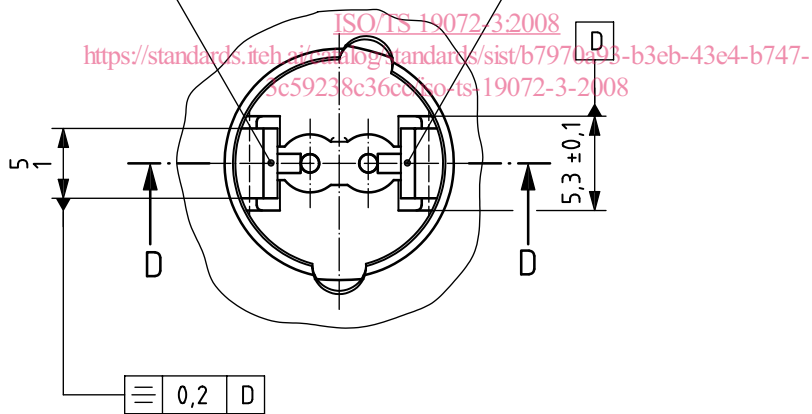 ISO/TS 19072-3:2008
D
https://standards.iteh.ai/catalog/standards/sist/b7970a93-b3eb-43e4-b747-
3c59238c36cc/iso-ts-19072-3-2008
5
1
5,3 ±0,1
D
D
0,2 D